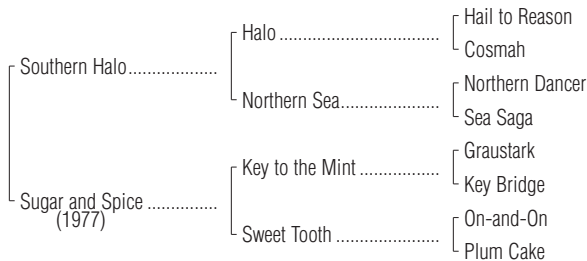 Hail to Reason
Halo
Cosmah
Southern Halo
Northern Dancer
Northern Sea
Sea Saga
Graustark
Key to the Mint
Key Bridge
Sugar and Spice
(1977)
On-and-On
Sweet Tooth
Plum Cake